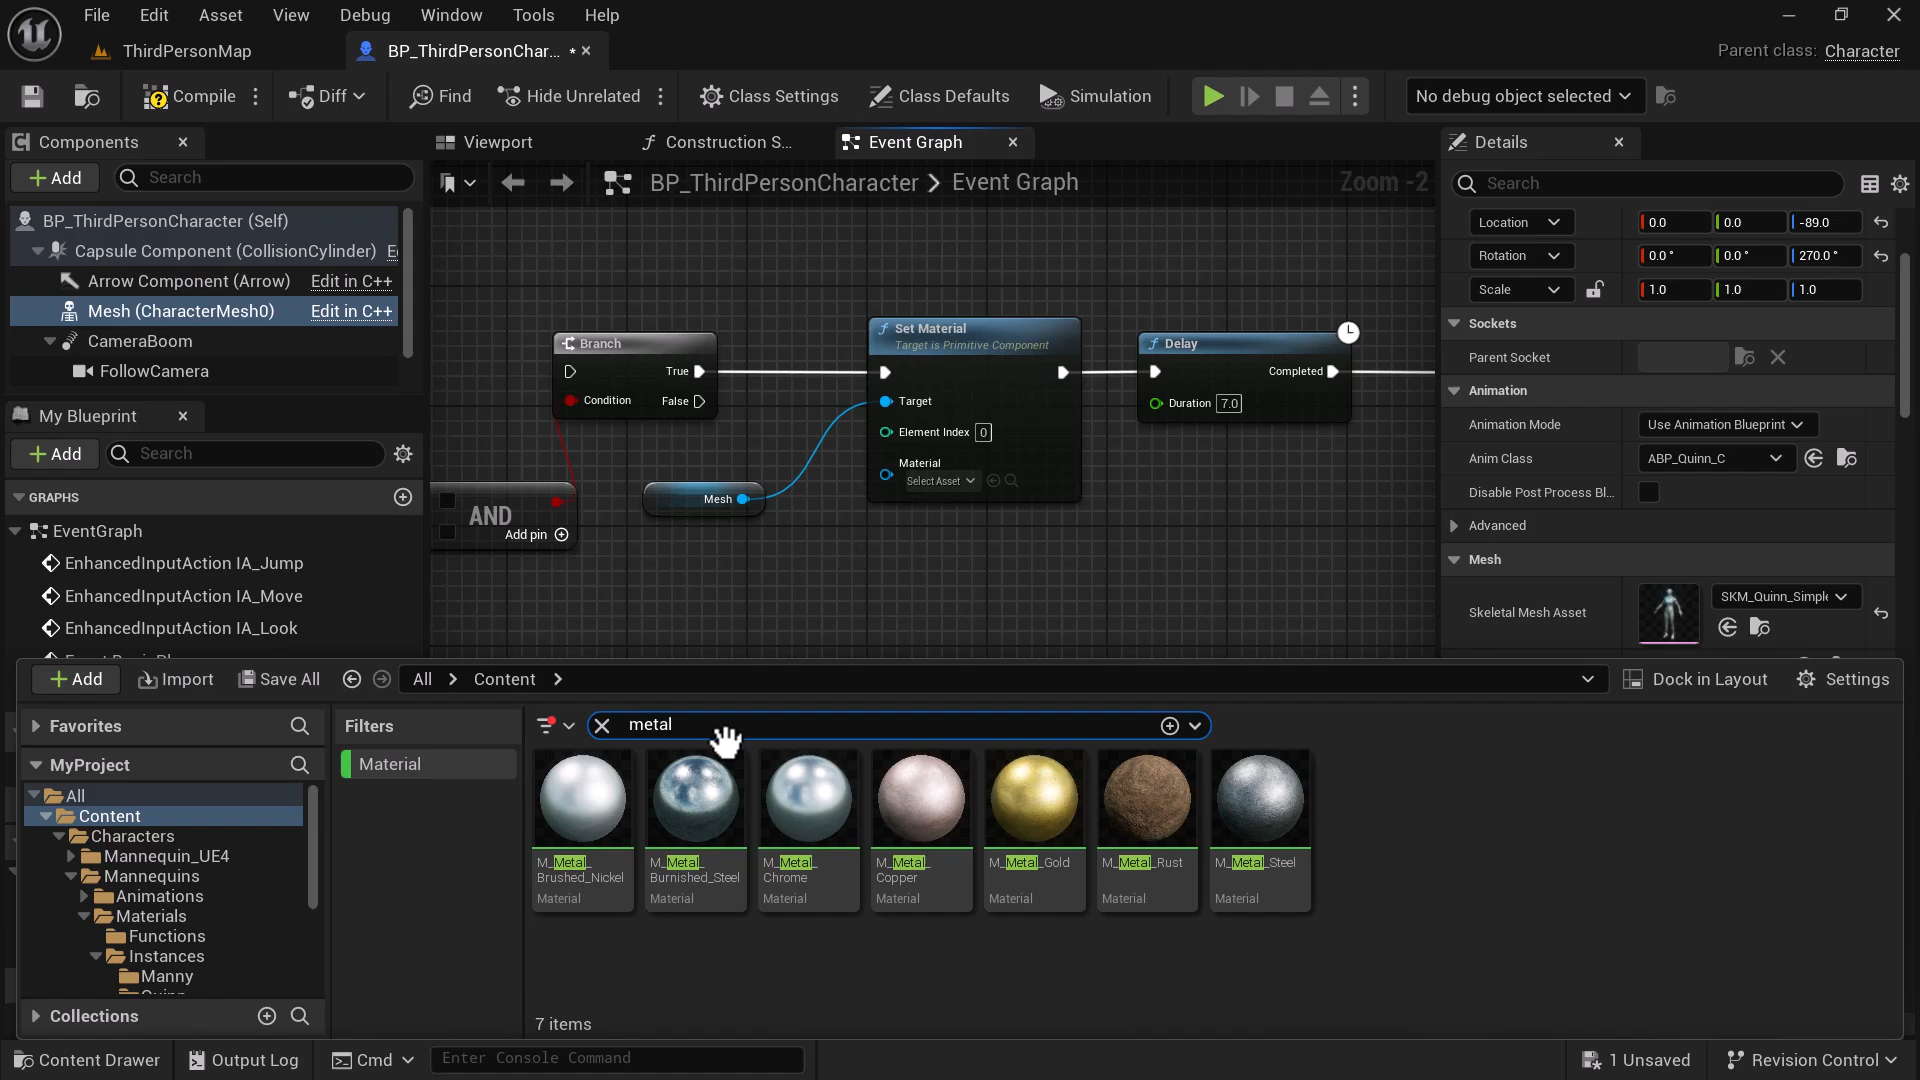 File Edit Asset View Debug Window Tools Help
ThirdPersonMap
BP_ThirdPersonChar... *
Parent class: Character
Compile
Diff
Find
Hide Unrelated
Class Settings
Class Defaults
Simulation
No debug object selected
Components
Add
Search
BP_ThirdPersonCharacter (Self)
Capsule Component (CollisionCylinder)
Arrow Component (Arrow) Edit in C++
Mesh (CharacterMesh0) Edit in C++
CameraBoom
FollowCamera
My Blueprint
Add
Search
GRAPHS
EventGraph
EnhancedInputAction IA_Jump
EnhancedInputAction IA_Move
EnhancedInputAction IA_Look
Viewport
Construction S...
Event Graph
BP_ThirdPersonCharacter > Event Graph
Zoom -2
Branch
True
Condition False
AND
Add pin
Mesh
Set Material
Target is Primitive Component
Target
Element Index 0
Material
Select Asset
Delay
Completed
Duration 7.0
Details
Search
Location 0.0 0.0 -89.0
Rotation 0.0 ° 0.0 ° 270.0 °
Scale 1.0 1.0 1.0
Sockets
Parent Socket
Animation
Animation Mode Use Animation Blueprint
Anim Class ABP_Quinn_C
Disable Post Process Bl...
Advanced
Mesh
Skeletal Mesh Asset SKM_Quinn_Simple
Add
Import
Save All
All > Content >
Dock in Layout
Settings
Favorites
MyProject
All
Content
Characters
Mannequin_UE4
Mannequins
Animations
Materials
Functions
Instances
Manny
Collections
Filters
Material
metal
M_Metal_
Brushed_Nickel
Material
M_Metal_
Burnished_Steel
Material
M_Metal_
Chrome
Material
M_Metal_
Copper
Material
M_Metal_Gold
Material
M_Metal_Rust
Material
M_Metal_Steel
Material
7 items
Content Drawer
Output Log
Cmd
Enter Console Command
1 Unsaved
Revision Control